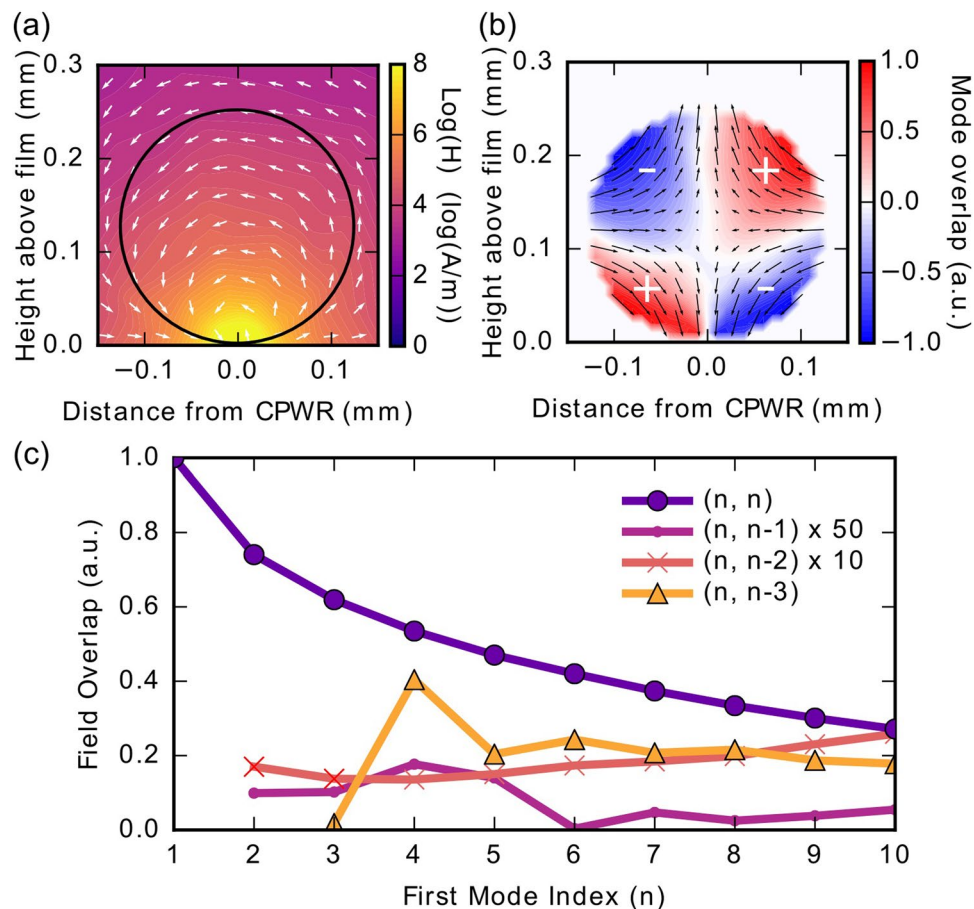 (a)
Height above film (mm)
0.3
0.2
0.1
0.0
−0.1
0.0
0.1
Distance from CPWR (mm)
8
6
4
2
0
Log(H) (log(A/m))
(b)
Height above film (mm)
0.3
0.2
0.1
0.0
−
+
+
−
−0.1
0.0
0.1
Distance from CPWR (mm)
1.0
0.5
0.0
−0.5
−1.0
Mode overlap (a.u.)
(c)
Field Overlap (a.u.)
1.0
0.8
0.6
0.4
0.2
0.0
(n, n)
(n, n-1) x 50
(n, n-2) x 10
(n, n-3)
1 2 3 4 5 6 7 8 9 10
First Mode Index (n)